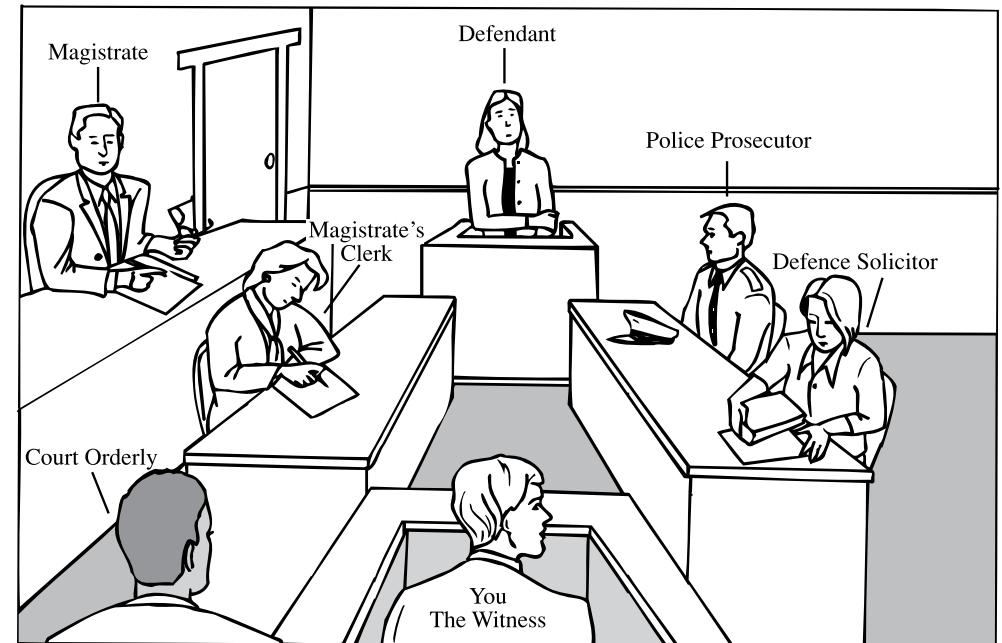 Defendant
Magistrate
Police Prosecutor
Magistrate's
Clerk
Defence Solicitor
Court Orderly
You
The Witness